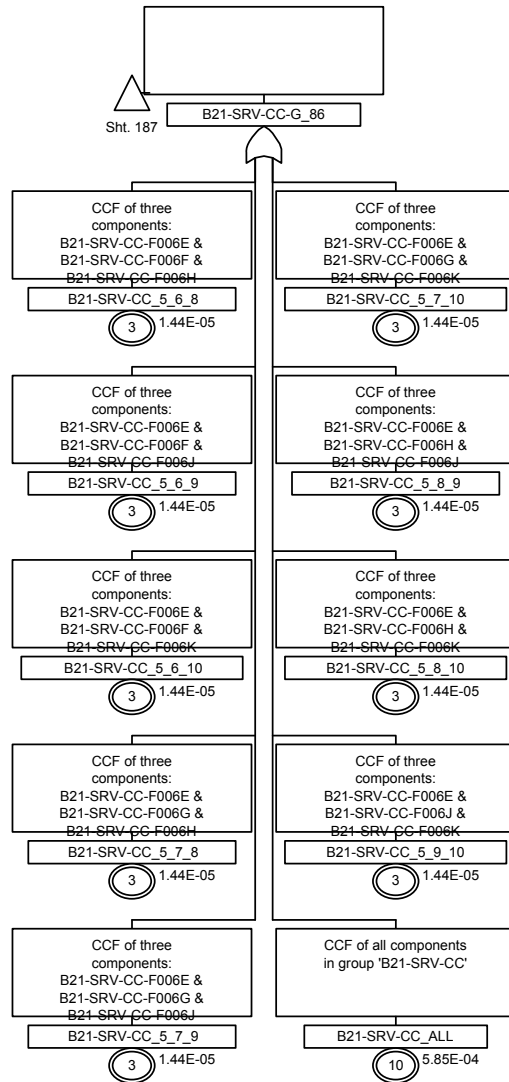 Sht. 187
B21-SRV-CC-G_86
CCF of three
components:
B21-SRV-CC-F006E &
B21-SRV-CC-F006F &
B21-SRV-CC-F006H
B21-SRV-CC_5_6_8
3
1.44E-05
CCF of three
components:
B21-SRV-CC-F006E &
B21-SRV-CC-F006G &
B21-SRV-CC-F006K
B21-SRV-CC_5_7_10
3
1.44E-05
CCF of three
components:
B21-SRV-CC-F006E &
B21-SRV-CC-F006F &
B21-SRV-CC-F006J
B21-SRV-CC_5_6_9
3
1.44E-05
CCF of three
components:
B21-SRV-CC-F006E &
B21-SRV-CC-F006H &
B21-SRV-CC-F006J
B21-SRV-CC_5_8_9
3
1.44E-05
CCF of three
components:
B21-SRV-CC-F006E &
B21-SRV-CC-F006F &
B21-SRV-CC-F006K
B21-SRV-CC_5_6_10
3
1.44E-05
CCF of three
components:
B21-SRV-CC-F006E &
B21-SRV-CC-F006H &
B21-SRV-CC-F006K
B21-SRV-CC_5_8_10
3
1.44E-05
CCF of three
components:
B21-SRV-CC-F006E &
B21-SRV-CC-F006G &
B21-SRV-CC-F006H
B21-SRV-CC_5_7_8
3
1.44E-05
CCF of three
components:
B21-SRV-CC-F006E &
B21-SRV-CC-F006J &
B21-SRV-CC-F006K
B21-SRV-CC_5_9_10
3
1.44E-05
CCF of three
components:
B21-SRV-CC-F006E &
B21-SRV-CC-F006G &
B21-SRV-CC-F006J
B21-SRV-CC_5_7_9
3
1.44E-05
CCF of all components
in group 'B21-SRV-CC'
B21-SRV-CC_ALL
10
5.85E-04